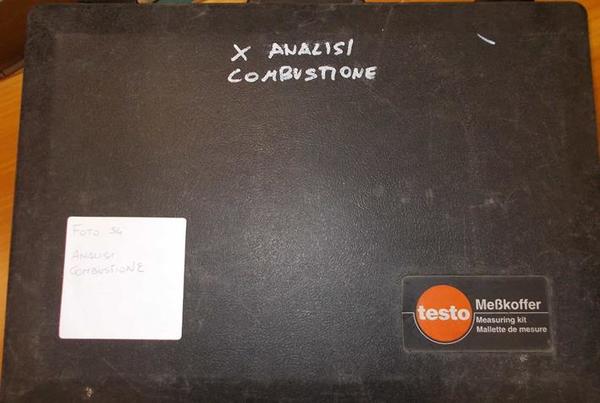 X ANALISI
COMBUSTIONE
FOTO 34
ANALISI
COMBUSTIONE
testo
Meßkoffer
Measuring kit
Mallette de mesure